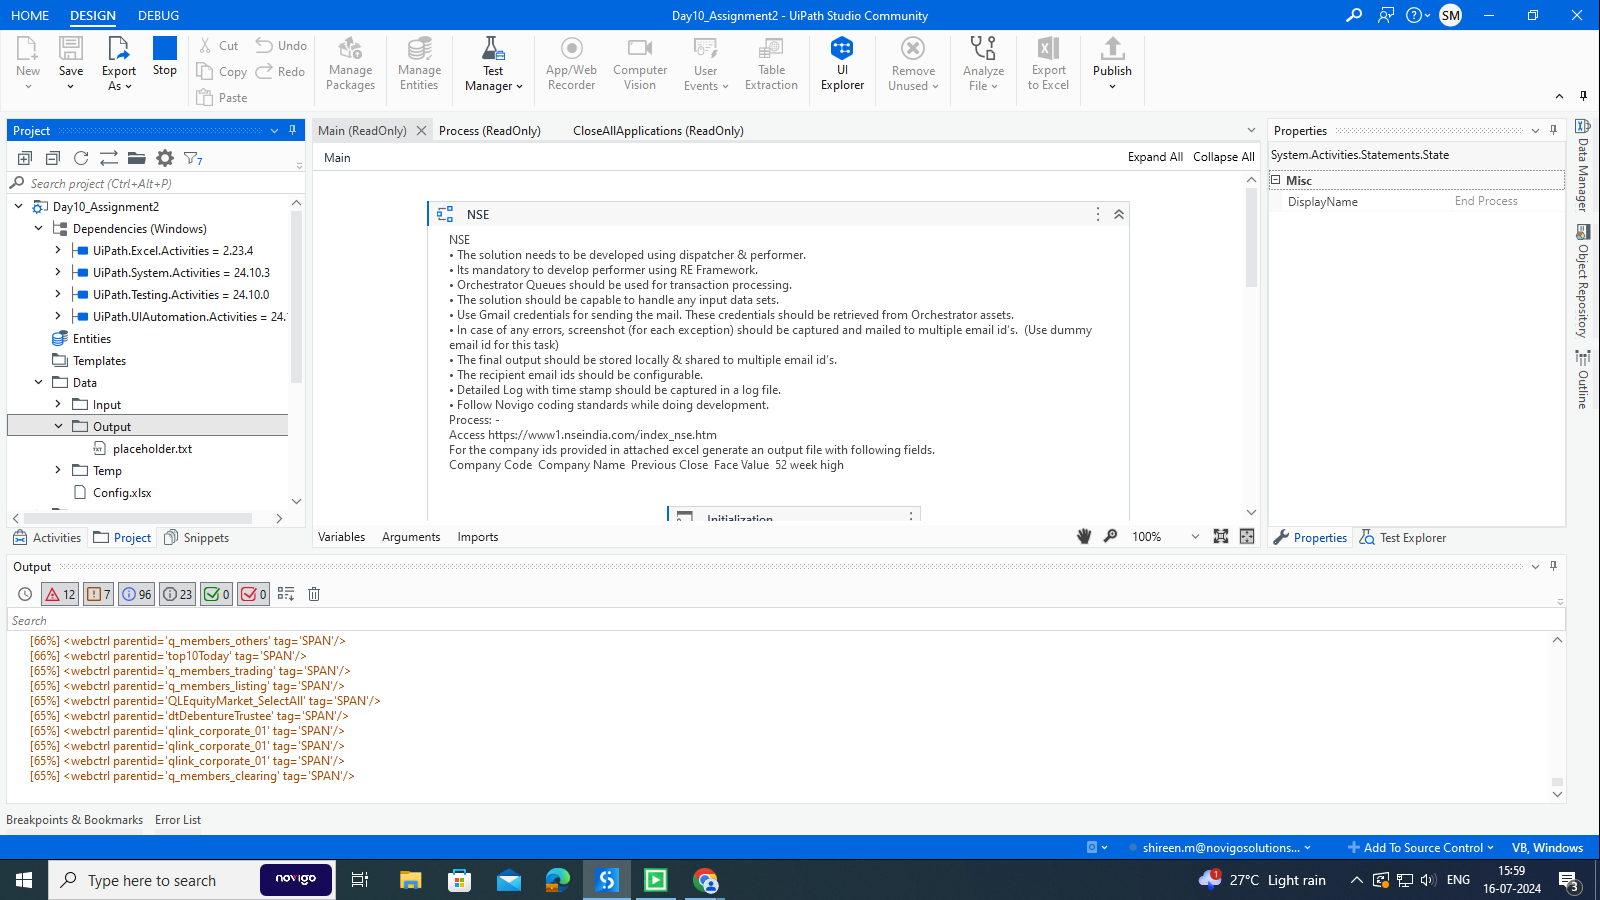 HOME DESIGN DEBUG
Day10_Assignment2 - UiPath Studio Community
SM
New
Save
Export As
Stop
Cut
Copy
Paste
Undo
Redo
Manage Packages
Manage Entities
Test Manager
App/Web Recorder
Computer Vision
User Events
Table Extraction
UI Explorer
Remove Unused
Analyze File
Export to Excel
Publish
Project
7
Search project (Ctrl+Alt+P)
Day10_Assignment2
Dependencies (Windows)
UiPath.Excel.Activities = 2.23.4
UiPath.System.Activities = 24.10.3
UiPath.Testing.Activities = 24.10.0
UiPath.UIAutomation.Activities = 24.
Entities
Templates
Data
Input
Output
placeholder.txt
Temp
Config.xlsx
Activities Project Snippets
Main (ReadOnly) Process (ReadOnly) CloseAllApplications (ReadOnly)
Main Expand All Collapse All
NSE
NSE
• The solution needs to be developed using dispatcher & performer.
• Its mandatory to develop performer using RE Framework.
• Orchestrator Queues should be used for transaction processing.
• The solution should be capable to handle any input data sets.
• Use Gmail credentials for sending the mail. These credentials should be retrieved from Orchestrator assets.
• In case of any errors, screenshot (for each exception) should be captured and mailed to multiple email id's.  (Use dummy
email id for this task)
• The final output should be stored locally & shared to multiple email id's.
• The recipient email ids should be configurable.
• Detailed Log with time stamp should be captured in a log file.
• Follow Novigo coding standards while doing development.
Process: -
Access https://www1.nseindia.com/index_nse.htm
For the company ids provided in attached excel generate an output file with following fields.
Company Code  Company Name  Previous Close  Face Value  52 week high
Initialization
Variables Arguments Imports 100%
Properties
System.Activities.Statements.State
Misc
DisplayName End Process
Properties Test Explorer
Data Manager
Object Repository
Outline
Output
12 7 96 23 0 0
Search
[66%] <webctrl parentid='q_members_others' tag='SPAN'/>
[66%] <webctrl parentid='top10Today' tag='SPAN'/>
[65%] <webctrl parentid='q_members_trading' tag='SPAN'/>
[65%] <webctrl parentid='q_members_listing' tag='SPAN'/>
[65%] <webctrl parentid='QLEquityMarket_SelectAll' tag='SPAN'/>
[65%] <webctrl parentid='dtDebentureTrustee' tag='SPAN'/>
[65%] <webctrl parentid='qlink_corporate_01' tag='SPAN'/>
[65%] <webctrl parentid='qlink_corporate_01' tag='SPAN'/>
[65%] <webctrl parentid='qlink_corporate_01' tag='SPAN'/>
[65%] <webctrl parentid='q_members_clearing' tag='SPAN'/>
Breakpoints & Bookmarks Error List
shireen.m@novigosolutions... Add To Source Control VB, Windows
Type here to search novigo 1 27°C Light rain ENG 15:59
16-07-2024 3